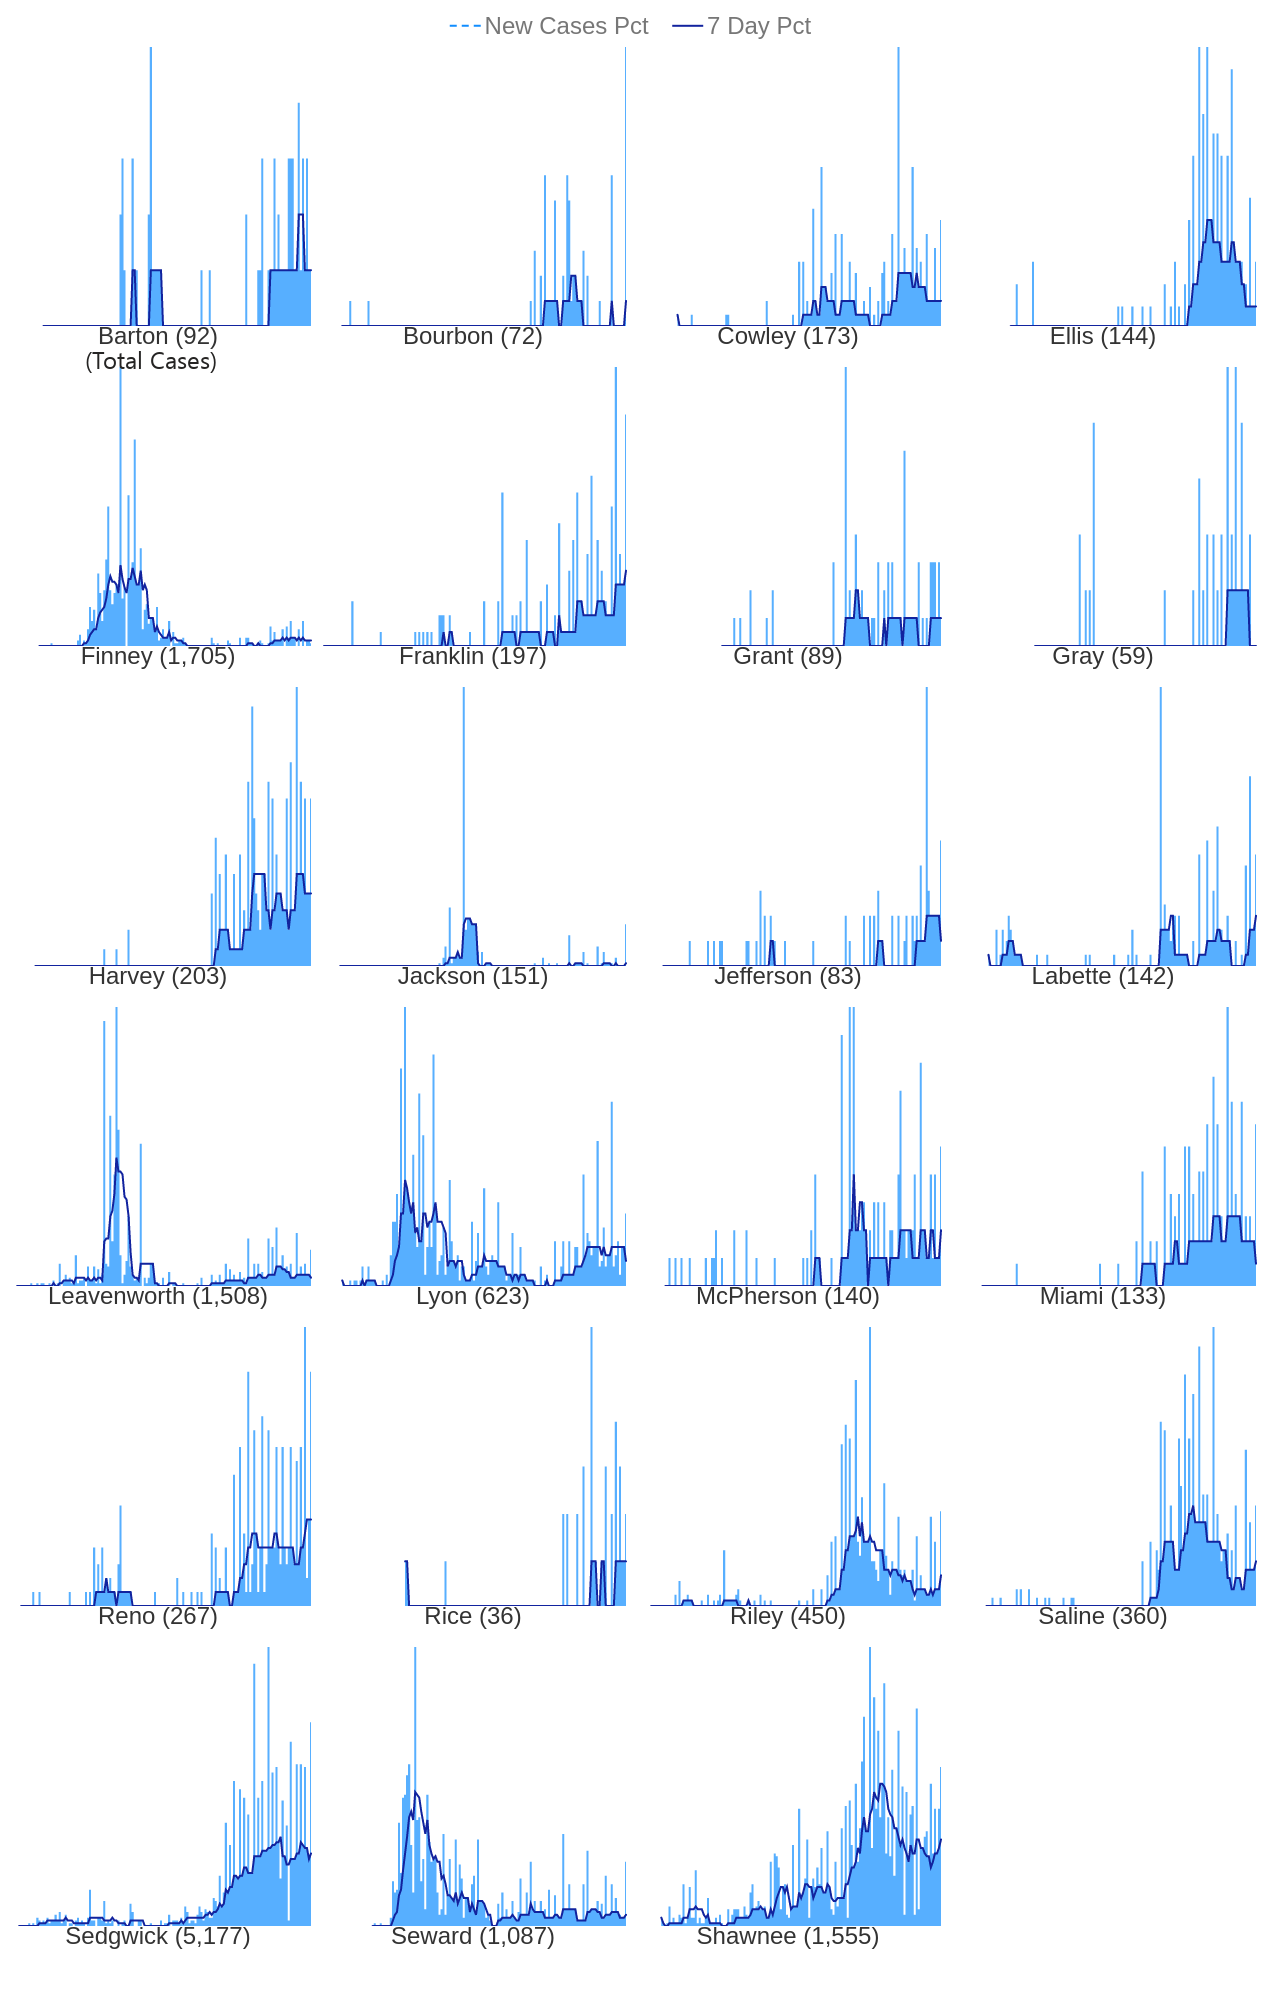 New Cases Pct 7 Day Pct
Barton (92) Bourbon (72) Cowley (173) Ellis (144)
(Total Cases)
Finney (1,705) Franklin (197) Grant (89) Gray (59)
Harvey (203) Jackson (151) Jefferson (83) Labette (142)
Leavenworth (1,508) Lyon (623) McPherson (140) Miami (133)
Reno (267) Rice (36) Riley (450) Saline (360)
Sedgwick (5,177) Seward (1,087) Shawnee (1,555)